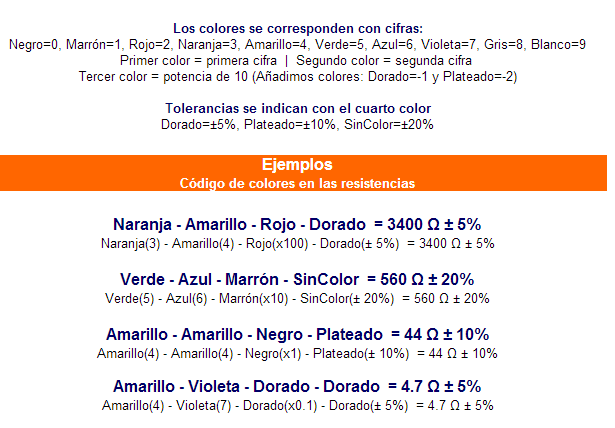 Los colores se corresponden con cifras:
Negro=0, Marrón=1, Rojo=2, Naranja=3, Amarillo=4, Verde=5, Azul=6, Violeta=7, Gris=8, Blanco=9
Primer color = primera cifra | Segundo color = segunda cifra
Tercer color = potencia de 10 (Añadimos colores: Dorado=-1 y Plateado=-2)
Tolerancias se indican con el cuarto color
Dorado=±5%, Plateado=±10%, SinColor=±20%
Ejemplos
Código de colores en las resistencias
Naranja - Amarillo - Rojo - Dorado = 3400 Ω ± 5%
Naranja(3) - Amarillo(4) - Rojo(x100) - Dorado(± 5%) = 3400 Ω ± 5%
Verde - Azul - Marrón - SinColor = 560 Ω ± 20%
Verde(5) - Azul(6) - Marrón(x10) - SinColor(± 20%) = 560 Ω ± 20%
Amarillo - Amarillo - Negro - Plateado = 44 Ω ± 10%
Amarillo(4) - Amarillo(4) - Negro(x1) - Plateado(± 10%) = 44 Ω ± 10%
Amarillo - Violeta - Dorado - Dorado = 4.7 Ω ± 5%
Amarillo(4) - Violeta(7) - Dorado(x0.1) - Dorado(± 5%) = 4.7 Ω ± 5%